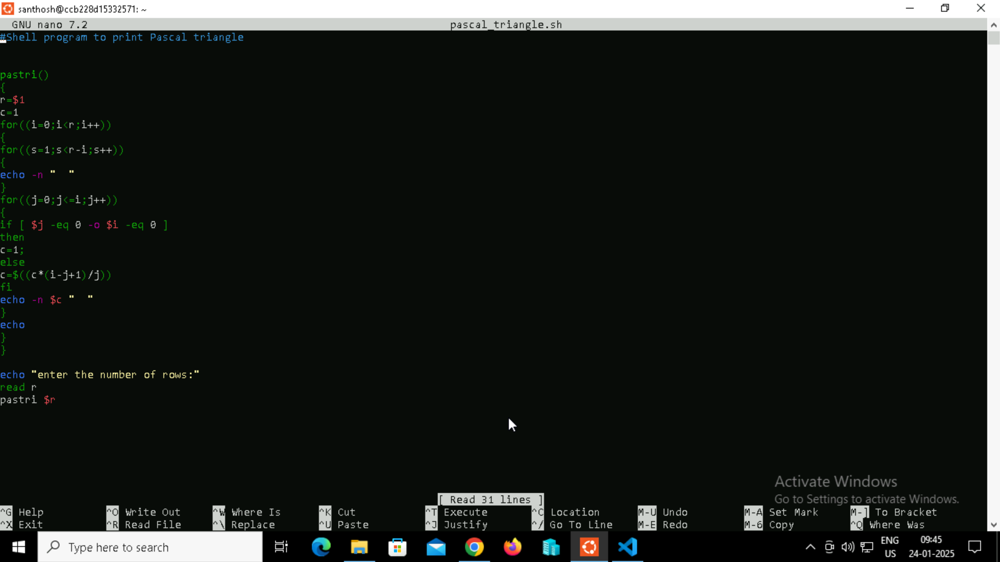 santhosh@ccb228d15332571: ~
GNU nano 7.2 pascal_triangle.sh
#Shell program to print Pascal triangle
pastri()
{
r=$1
c=1
for((i=0;i<r;i++))
{
for((s=1;s<r-i;s++))
{
echo -n "  "
}
for((j=0;j<=i;j++))
{
if [ $j -eq 0 -o $i -eq 0 ]
then
c=1;
else
c=$((c*(i-j+1)/j))
fi
echo -n $c "  "
}
echo
}
}
echo "enter the number of rows:"
read r
pastri $r
Activate Windows
Go to Settings to activate Windows.
[ Read 31 lines ]
^G Help ^O Write Out ^W Where Is ^K Cut ^T Execute ^C Location M-U Undo M-A Set Mark M-] To Bracket
^X Exit ^R Read File ^\ Replace ^U Paste ^J Justify ^/ Go To Line M-E Redo M-6 Copy ^Q Where Was
Type here to search
ENG
US
09:45
24-01-2025